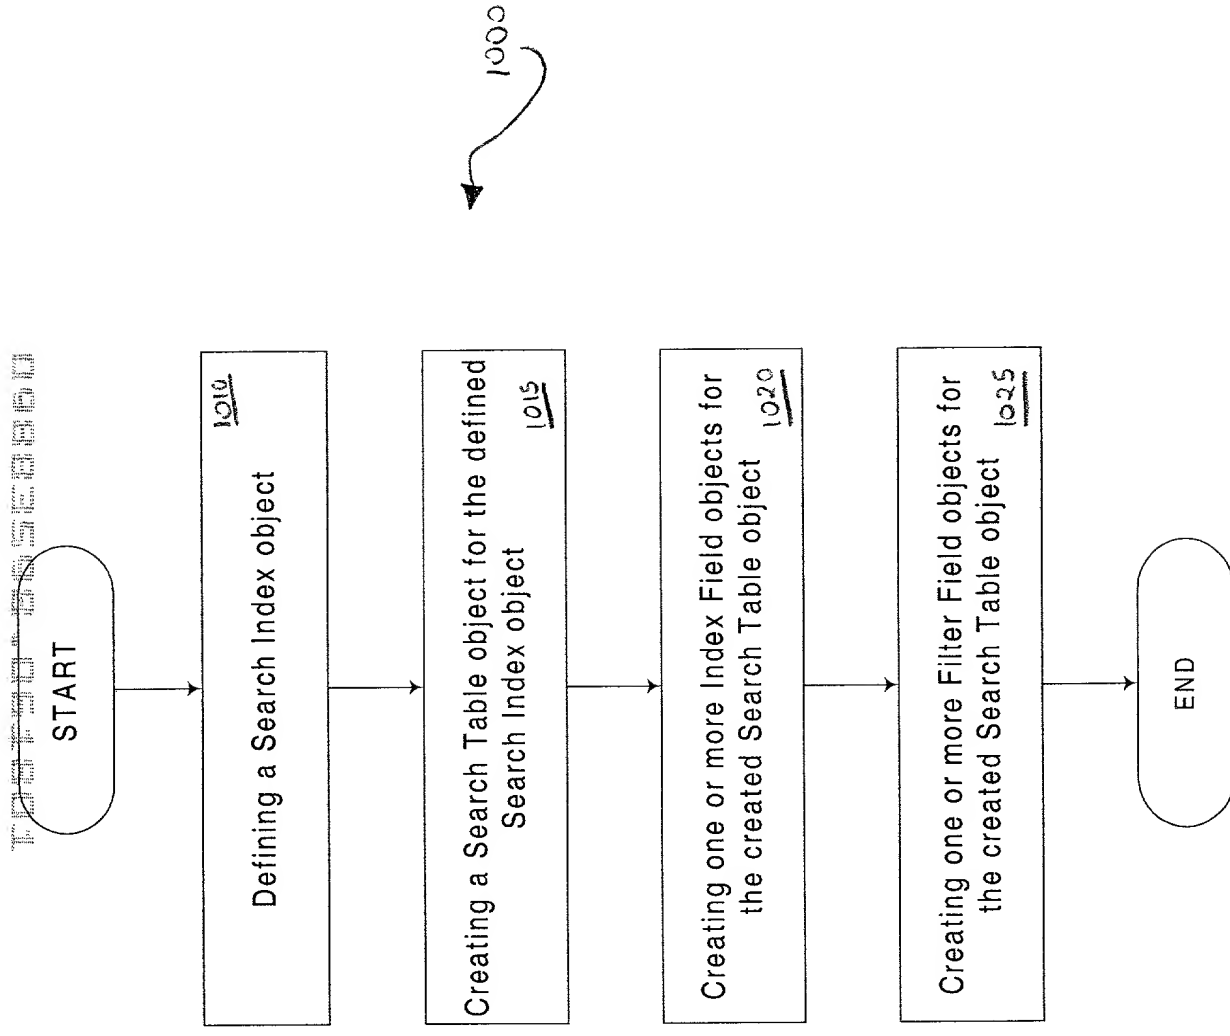 START
Defining a Search Index object
1010
Creating a Search Table object for the defined
Search Index object
1015
Creating one or more Index Field objects for
the created Search Table object
1020
Creating one or more Filter Field objects for
the created Search Table object
1025
END
1000